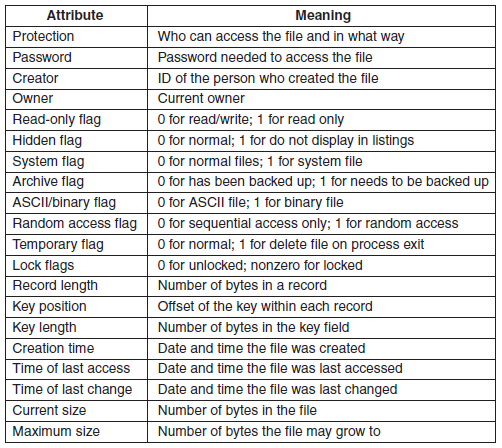 Attribute Meaning
Protection Who can access the file and in what way
Password Password needed to access the file
Creator ID of the person who created the file
Owner Current owner
Read-only flag 0 for read/write; 1 for read only
Hidden flag 0 for normal; 1 for do not display in listings
System flag 0 for normal files; 1 for system file
Archive flag 0 for has been backed up; 1 for needs to be backed up
ASCII/binary flag 0 for ASCII file; 1 for binary file
Random access flag 0 for sequential access only; 1 for random access
Temporary flag 0 for normal; 1 for delete file on process exit
Lock flags 0 for unlocked; nonzero for locked
Record length Number of bytes in a record
Key position Offset of the key within each record
Key length Number of bytes in the key field
Creation time Date and time the file was created
Time of last access Date and time the file was last accessed
Time of last change Date and time the file was last changed
Current size Number of bytes in the file
Maximum size Number of bytes the file may grow to